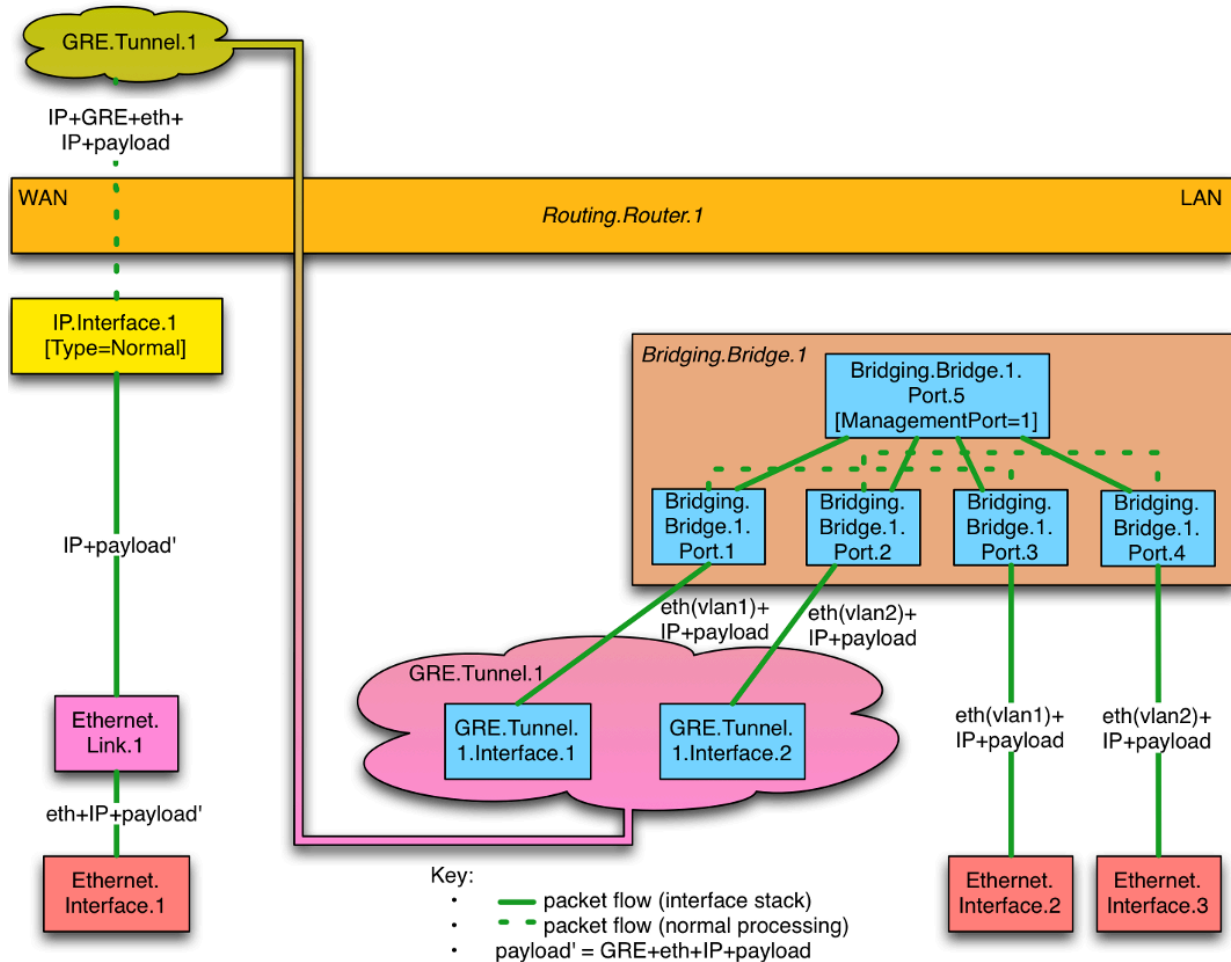 GRE.Tunnel.1
IP+GRE+eth+
IP+payload
WAN
Routing.Router.1
LAN
IP.Interface.1
[Type=Normal]
Bridging.Bridge.1
Bridging.Bridge.1.
Port.5
[ManagementPort=1]
Bridging.
Bridge.1.
Port.1
Bridging.
Bridge.1.
Port.2
Bridging.
Bridge.1.
Port.3
Bridging.
Bridge.1.
Port.4
IP+payload'
eth(vlan1)+
IP+payload
eth(vlan2)+
IP+payload
GRE.Tunnel.1
GRE.Tunnel.
1.Interface.1
GRE.Tunnel.
1.Interface.2
eth(vlan1)+
IP+payload
eth(vlan2)+
IP+payload
Ethernet.
Link.1
eth+IP+payload'
Ethernet.
Interface.1
Ethernet.
Interface.2
Ethernet.
Interface.3
Key:
• packet flow (interface stack)
• packet flow (normal processing)
• payload' = GRE+eth+IP+payload